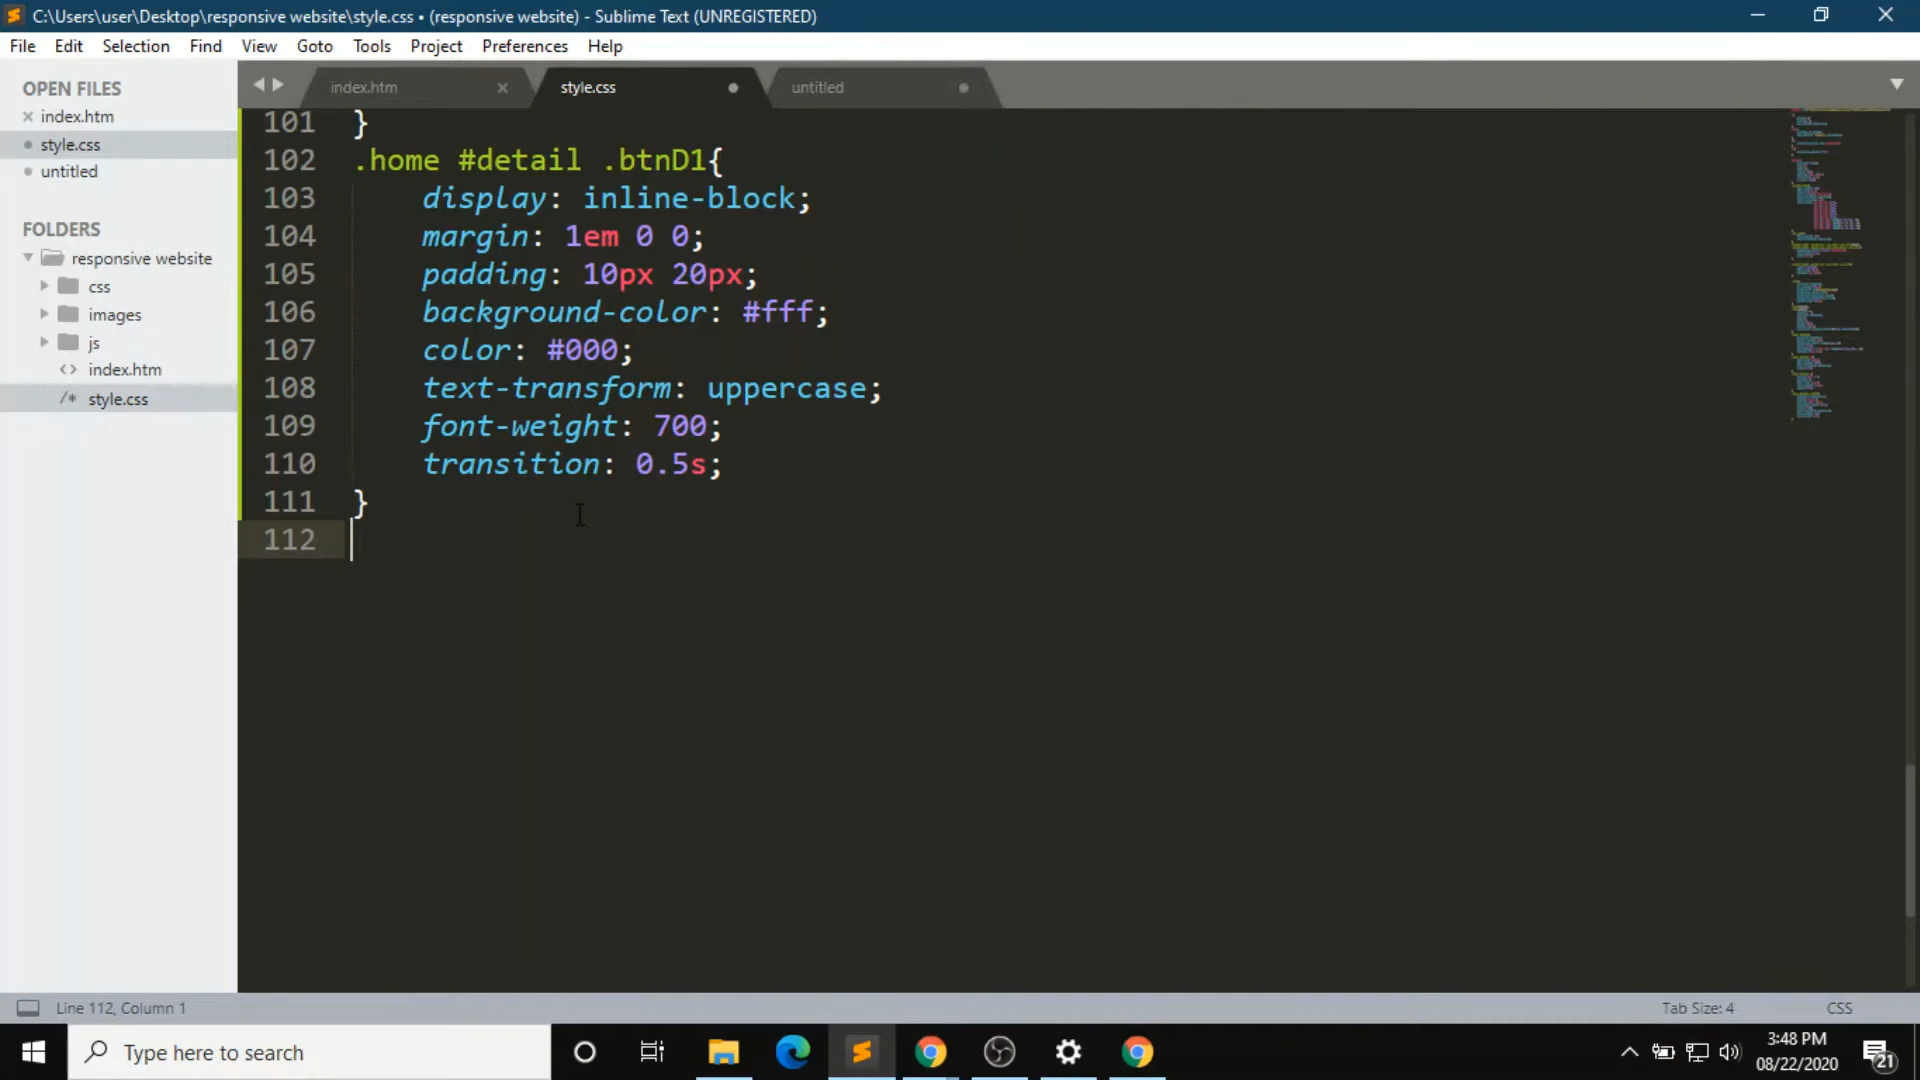 C:\Users\user\Desktop\responsive website\style.css • (responsive website) - Sublime Text (UNREGISTERED)
File Edit Selection Find View Goto Tools Project Preferences Help
OPEN FILES
index.htm
style.css
untitled
FOLDERS
responsive website
css
images
js
index.htm
style.css
index.htm style.css untitled
101 }
102 .home #detail .btnD1{
103 display: inline-block;
104 margin: 1em 0 0;
105 padding: 10px 20px;
106 background-color: #fff;
107 color: #000;
108 text-transform: uppercase;
109 font-weight: 700;
110 transition: 0.5s;
111 }
112
Line 112, Column 1 Tab Size: 4 CSS
Type here to search
3:48 PM
08/22/2020
21